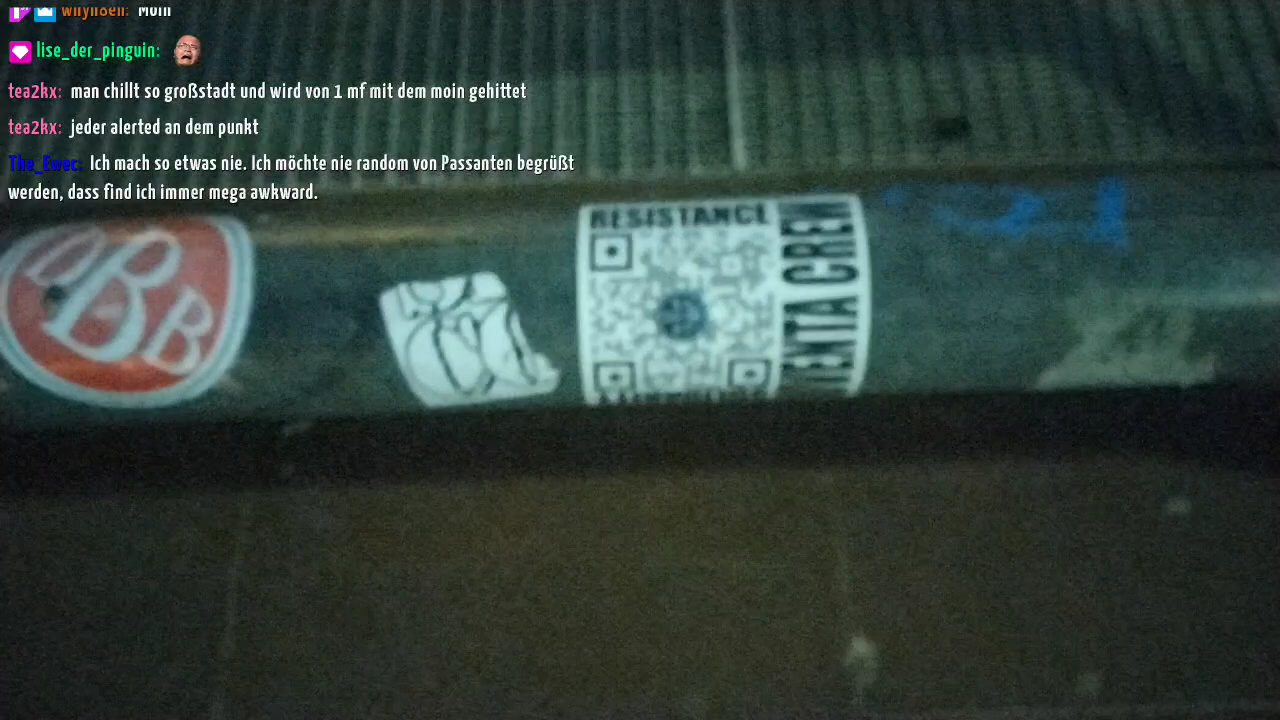 whynoen: Moin
lise_der_pinguin:
tea2kx: man chillt so großstadt und wird von 1 mf mit dem moin gehittet
tea2kx: jeder alerted an dem punkt
The_Ewec: Ich mach so etwas nie. Ich möchte nie random von Passanten begrüßt
werden, dass find ich immer mega awkward.
BBB
RESISTANCE
CREW